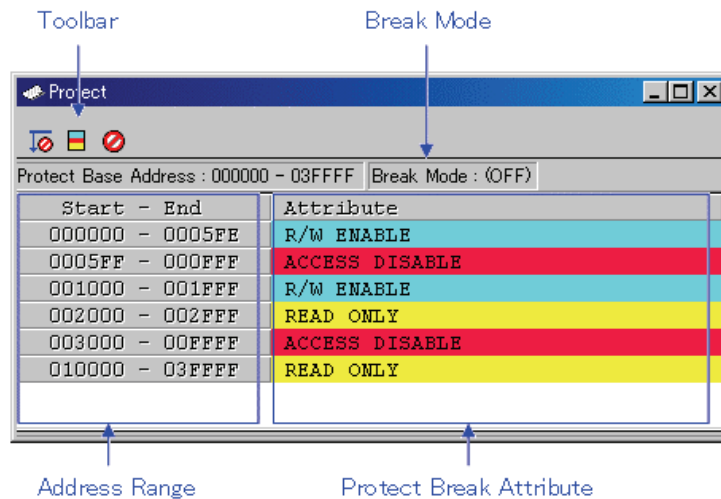 Toolbar Break Mode
Protect
Protect Base Address : 000000 - 03FFFF Break Mode : (OFF)
Start - End Attribute
000000 - 0005FE R/W ENABLE
0005FF - 000FFF ACCESS DISABLE
001000 - 001FFF R/W ENABLE
002000 - 002FFF READ ONLY
003000 - 00FFFF ACCESS DISABLE
010000 - 03FFFF READ ONLY
Address Range Protect Break Attribute